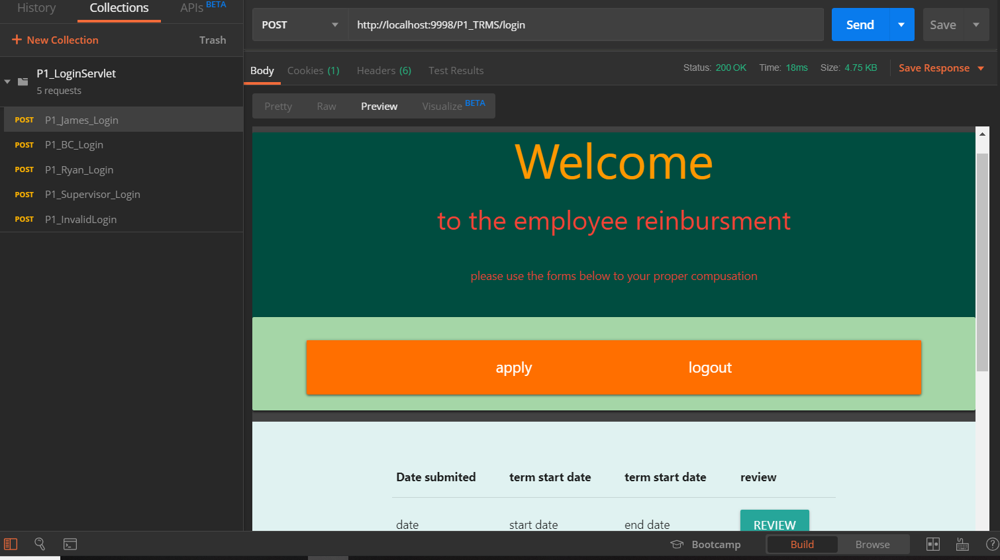 History Collections APIs BETA
+ New Collection Trash
P1_LoginServlet
5 requests
POST P1_James_Login
POST P1_BC_Login
POST P1_Ryan_Login
POST P1_Supervisor_Login
POST P1_InvalidLogin
POST http://localhost:9998/P1_TRMS/login Send Save
Body Cookies (1) Headers (6) Test Results Status: 200 OK Time: 18ms Size: 4.75 KB Save Response
Pretty Raw Preview Visualize BETA
Welcome
to the employee reinbursment
please use the forms below to your proper compusation
apply logout
Date submited term start date term start date review
date start date end date REVIEW
Bootcamp Build Browse ?